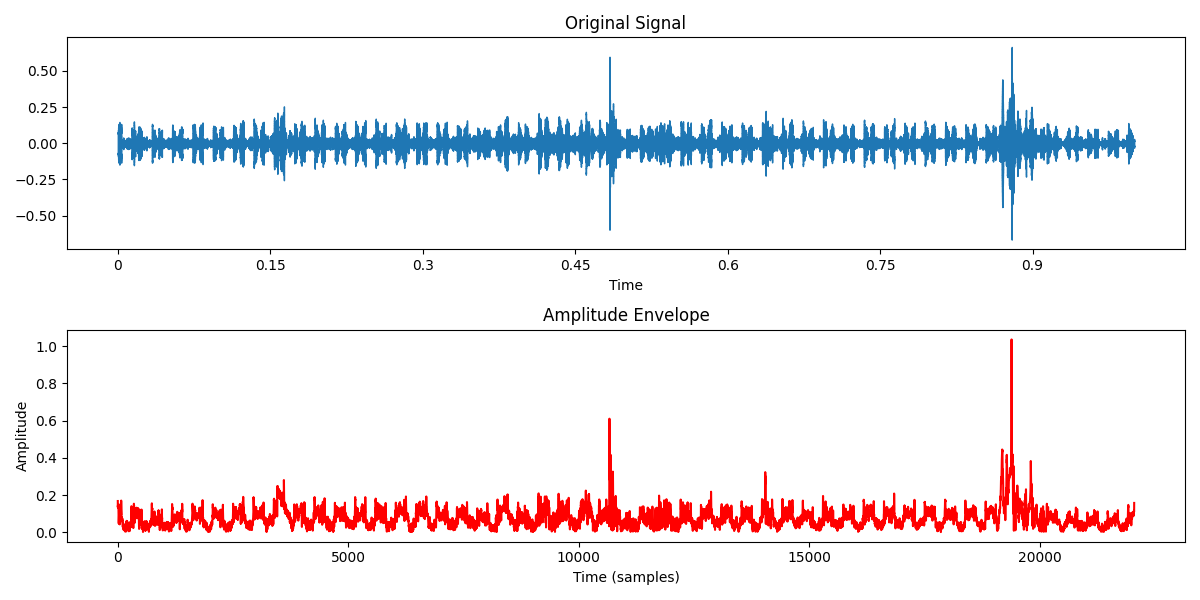 Original Signal
0.50
0.25
0.00
−0.25
−0.50
0 0.15 0.3 0.45 0.6 0.75 0.9
Time
Amplitude Envelope
Amplitude
1.0
0.8
0.6
0.4
0.2
0.0
0 5000 10000 15000 20000
Time (samples)